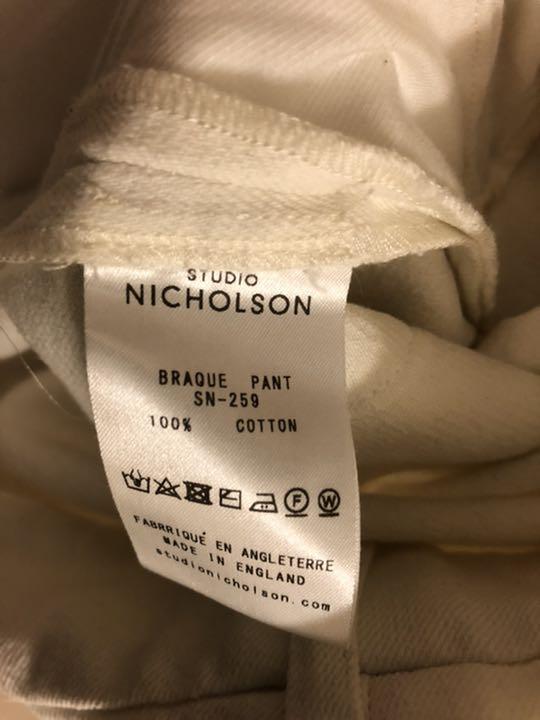 STUDIO
NICHOLSON
BRAQUE PANT
SN-259
100% COTTON
F W
FABRRIQUÉ EN ANGLETERRE
MADE IN ENGLAND
studionicholson.com